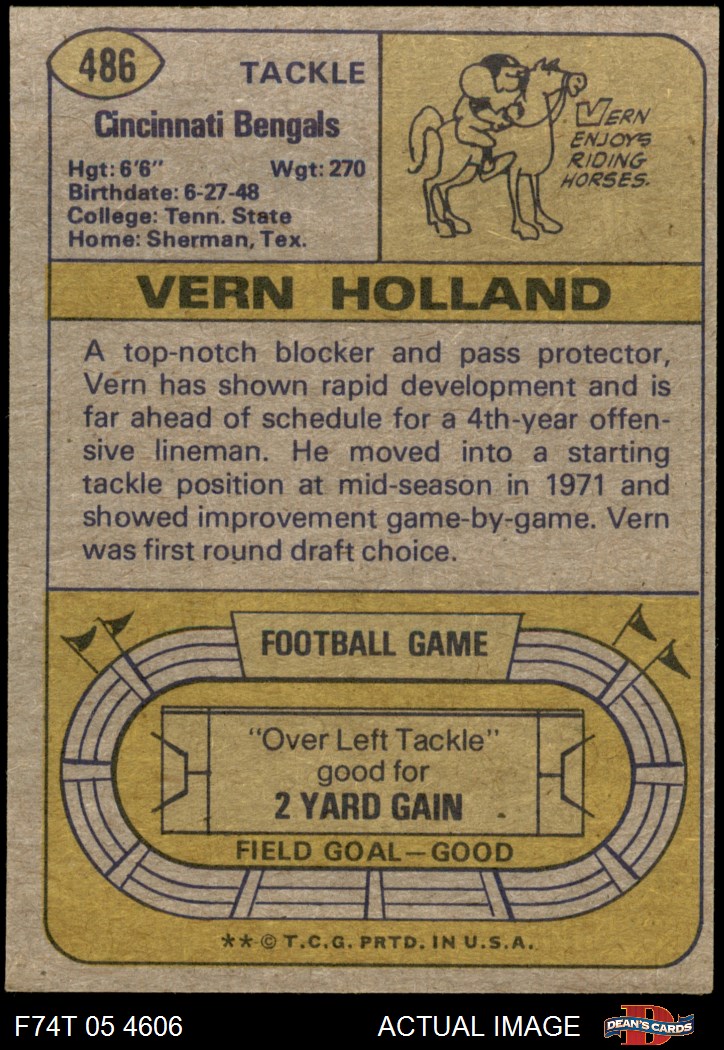 486
TACKLE
Cincinnati Bengals
Hgt: 6'6" Wgt: 270
Birthdate: 6-27-48
College: Tenn. State
Home: Sherman, Tex.
VERN
ENJOYS
RIDING
HORSES.
VERN HOLLAND
A top-notch blocker and pass protector,
Vern has shown rapid development and is
far ahead of schedule for a 4th-year offen-
sive lineman. He moved into a starting
tackle position at mid-season in 1971 and
showed improvement game-by-game. Vern
was first round draft choice.
FOOTBALL GAME
"Over Left Tackle"
good for
2 YARD GAIN
FIELD GOAL—GOOD
**© T.C.G. PRTD. IN U.S.A.
F74T 05 4606 ACTUAL IMAGE
D
DEAN'S CARDS